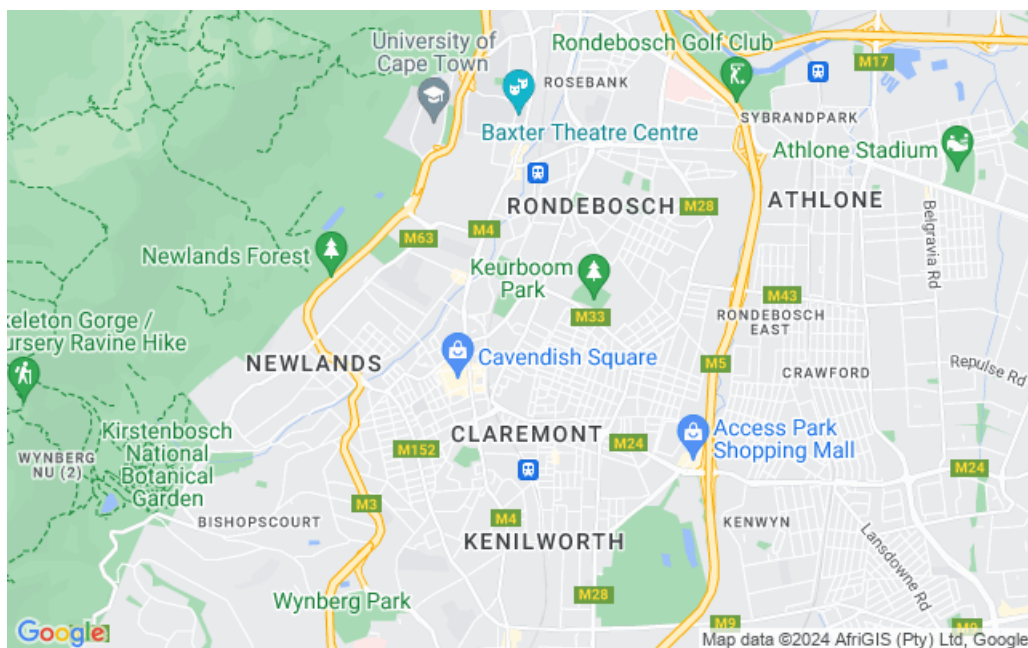 University of
Cape Town
Rondebosch Golf Club
M17
M63
ROSEBANK
SYBRANDPARK
Baxter Theatre Centre
Athlone Stadium
RONDEBOSCH
M28
ATHLONE
Belgravia Rd
M63
M4
Newlands Forest
Keurboom
Park
M43
M33
RONDEBOSCH
EAST
keleton Gorge /
ursery Ravine Hike
NEWLANDS
Cavendish Square
M5
Repulse Rd
CRAWFORD
Kirstenbosch
National
Botanical
Garden
WYNBERG
NU (2)
CLAREMONT
M24
Access Park
Shopping Mall
M152
M24
M3
BISHOPSCOURT
M4
KENWYN
KENILWORTH
Lansdowne Rd
Wynberg Park
M28
M9
M9
Google
Map data ©2024 AfriGIS (Pty) Ltd, Google